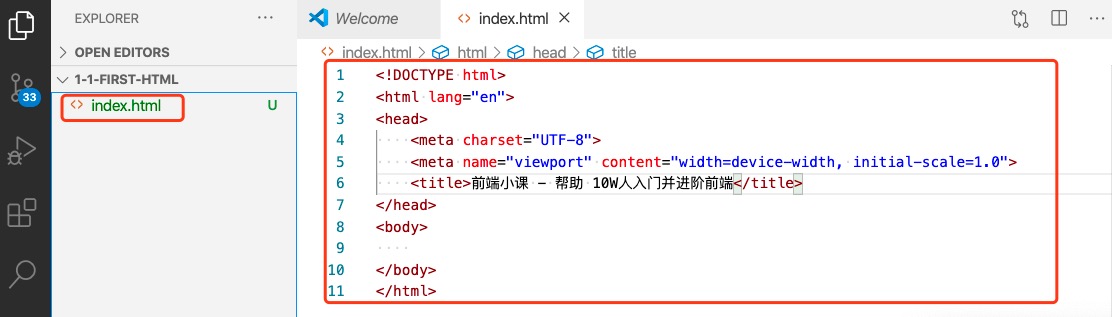 EXPLORER
···
OPEN EDITORS
1-1-FIRST-HTML
index.html
U
33
Welcome
index.html
index.html > html > head > title
1 <!DOCTYPE html>
2 <html lang="en">
3 <head>
4     <meta charset="UTF-8">
5     <meta name="viewport" content="width=device-width, initial-scale=1.0">
6     <title>前端小课 - 帮助 10W人入门并进阶前端</title>
7 </head>
8 <body>
9
10 </body>
11 </html>